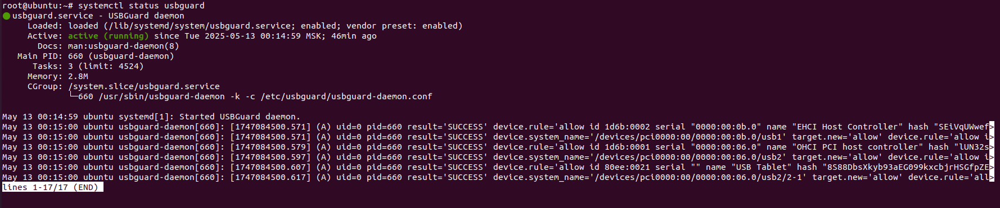 root@ubuntu:~# systemctl status usbguard
● usbguard.service - USBGuard daemon
     Loaded: loaded (/lib/systemd/system/usbguard.service; enabled; vendor preset: enabled)
     Active: active (running) since Tue 2025-05-13 00:14:59 MSK; 46min ago
       Docs: man:usbguard-daemon(8)
   Main PID: 660 (usbguard-daemon)
      Tasks: 3 (limit: 4524)
     Memory: 2.8M
     CGroup: /system.slice/usbguard.service
             └─660 /usr/sbin/usbguard-daemon -k -c /etc/usbguard/usbguard-daemon.conf
May 13 00:14:59 ubuntu systemd[1]: Started USBGuard daemon.
May 13 00:15:00 ubuntu usbguard-daemon[660]: [1747084500.571] (A) uid=0 pid=660 result='SUCCESS' device.rule='allow id 1d6b:0002 serial "0000:00:0b.0" name "EHCI Host Controller" hash "SEiVqUWwef>
May 13 00:15:00 ubuntu usbguard-daemon[660]: [1747084500.571] (A) uid=0 pid=660 result='SUCCESS' device.system_name='/devices/pci0000:00/0000:00:0b.0/usb1' target.new='allow' device.rule='allow i>
May 13 00:15:00 ubuntu usbguard-daemon[660]: [1747084500.579] (A) uid=0 pid=660 result='SUCCESS' device.rule='allow id 1d6b:0001 serial "0000:00:06.0" name "OHCI PCI host controller" hash "lUN32s>
May 13 00:15:00 ubuntu usbguard-daemon[660]: [1747084500.597] (A) uid=0 pid=660 result='SUCCESS' device.system_name='/devices/pci0000:00/0000:00:06.0/usb2' target.new='allow' device.rule='allow i>
May 13 00:15:00 ubuntu usbguard-daemon[660]: [1747084500.607] (A) uid=0 pid=660 result='SUCCESS' device.rule='allow id 80ee:0021 serial "" name "USB Tablet" hash "8S88DbsXkyb93aEG099kxcbjrHSGfpZE>
May 13 00:15:00 ubuntu usbguard-daemon[660]: [1747084500.617] (A) uid=0 pid=660 result='SUCCESS' device.system_name='/devices/pci0000:00/0000:00:06.0/usb2/2-1' target.new='allow' device.rule='all>
lines 1-17/17 (END)